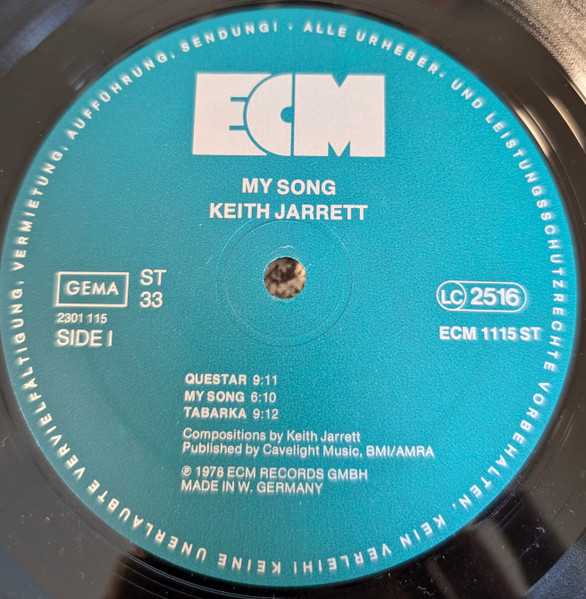 ALLE URHEBER- UND LEISTUNGSSCHUTZRECHTE VORBEHALTEN. KEIN VERLEIH! KEINE UNERLAUBTE VERVIELFÄLTIGUNG, VERMIETUNG, AUFFÜHRUNG, SENDUNG! ·
ECM
MY SONG
KEITH JARRETT
GEMA
ST
33
2301 115
SIDE I
LC 2516
ECM 1115 ST
QUESTAR 9:11
MY SONG 6:10
TABARKA 9:12
Compositions by Keith Jarrett
Published by Cavelight Music, BMI/AMRA
℗ 1978 ECM RECORDS GMBH
MADE IN W. GERMANY